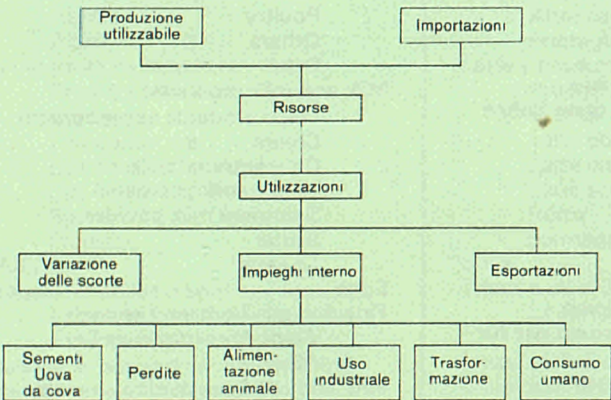 Produzione
utilizzabile
Importazioni
Risorse
Utilizzazioni
Variazione
delle scorte
Impieghi interno
Esportazioni
Sementi
Uova
da cova
Perdite
Alimen-
tazione
animale
Uso
industriale
Trasfor-
mazione
Consumo
umano